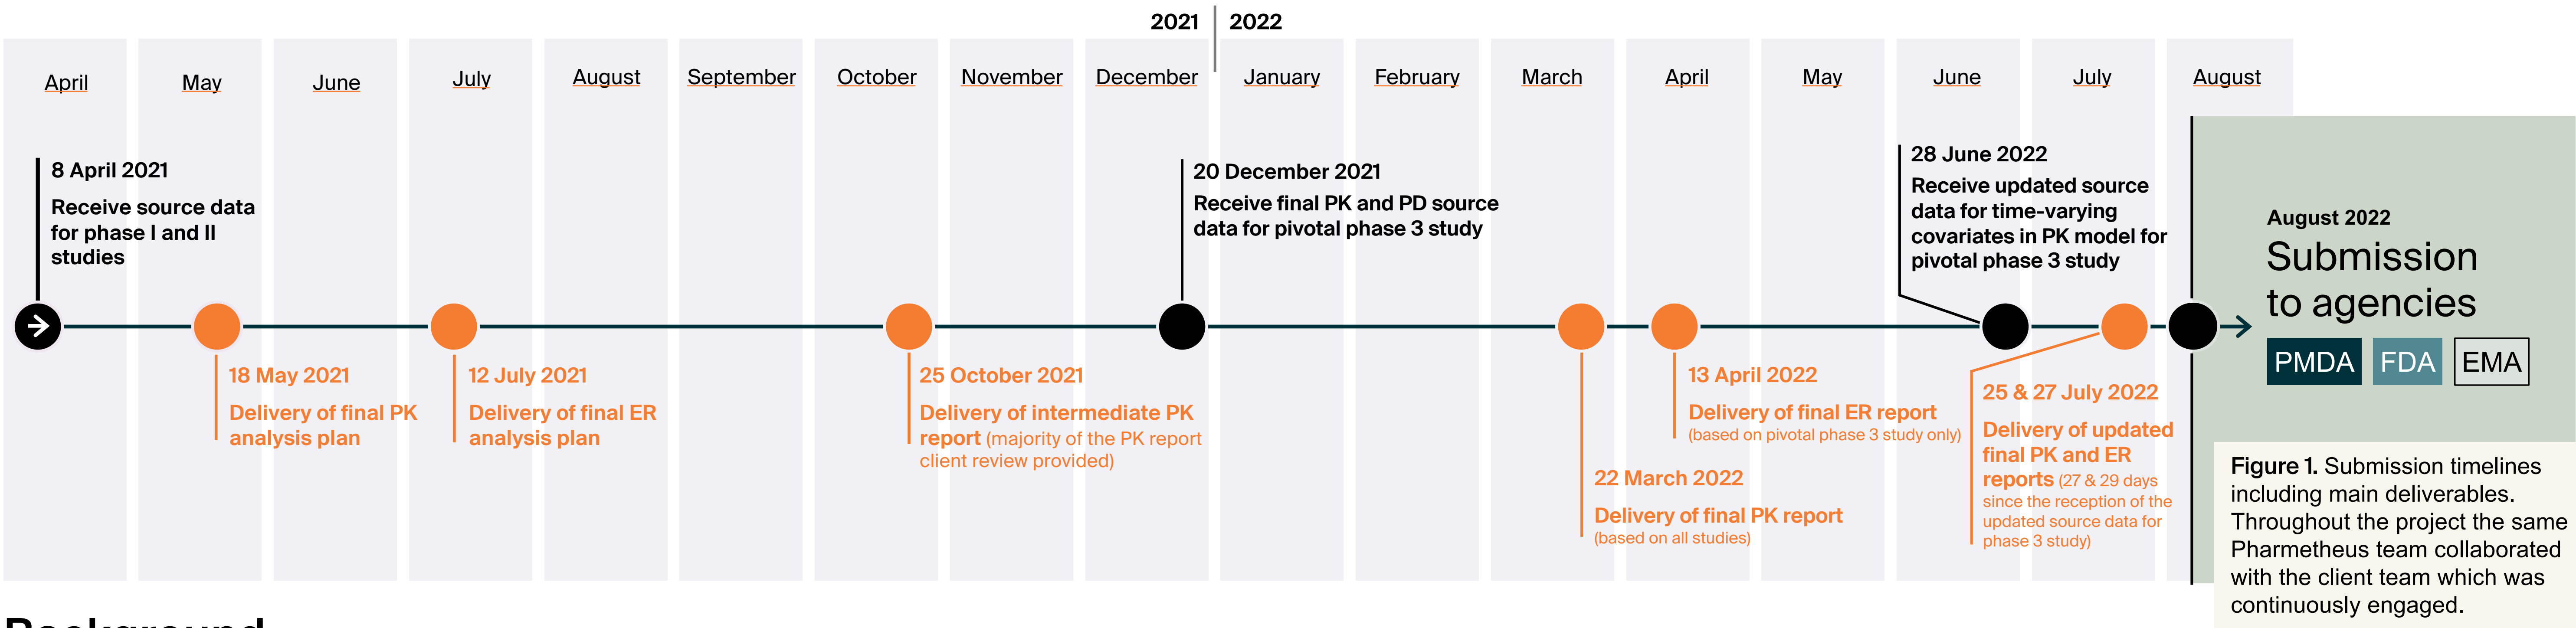 2021 2022
April May June July August September October November December January February March April May June July August
8 April 2021
Receive source data
for phase I and II
studies
20 December 2021
Receive final PK and PD source
data for pivotal phase 3 study
28 June 2022
Receive updated source
data for time-varying
covariates in PK model for
pivotal phase 3 study
August 2022
Submission
to agencies
PMDA FDA EMA
18 May 2021
Delivery of final PK
analysis plan
12 July 2021
Delivery of final ER
analysis plan
25 October 2021
Delivery of intermediate PK
report (majority of the PK report
client review provided)
22 March 2022
Delivery of final PK report
(based on all studies)
13 April 2022
Delivery of final ER report
(based on pivotal phase 3 study only)
25 & 27 July 2022
Delivery of updated
final PK and ER
reports (27 & 29 days
since the reception of the
updated source data for
phase 3 study)
Figure 1. Submission timelines
including main deliverables.
Throughout the project the same
Pharmetheus team collaborated
with the client team which was
continuously engaged.
Background